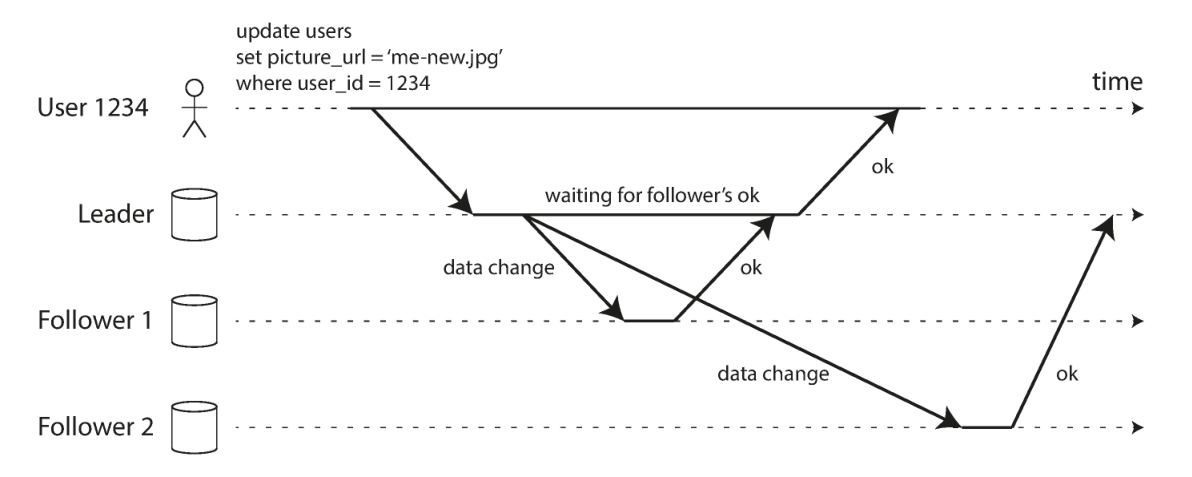 update users
set picture_url = ‘me-new.jpg’
where user_id = 1234
time
User 1234
ok
waiting for follower’s ok
Leader
data change
ok
Follower 1
data change
ok
Follower 2